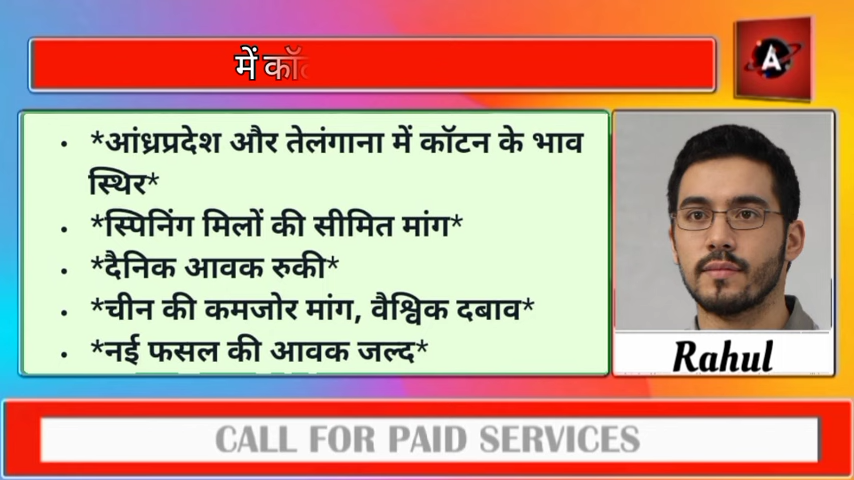 में
• *आंध्रप्रदेश और तेलंगाना में कॉटन के भाव
स्थिर*
• *स्पिनिंग मिलों की सीमित मांग*
• *दैनिक आवक रुकी*
• *चीन की कमजोर मांग, वैश्विक दबाव*
• *नई फसल की आवक जल्द*
A
Rahul
CALL FOR PAID SERVICES